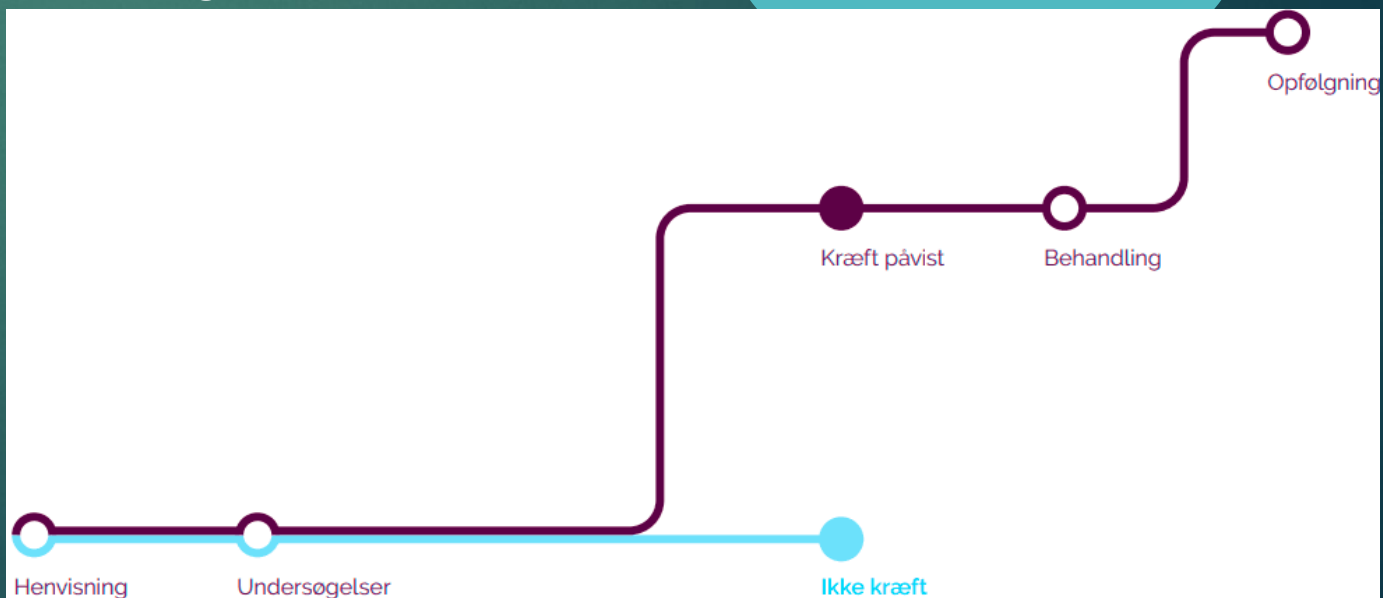 Opfølgning
Kræft påvist
Behandling
Henvisning
Undersøgelser
Ikke kræft